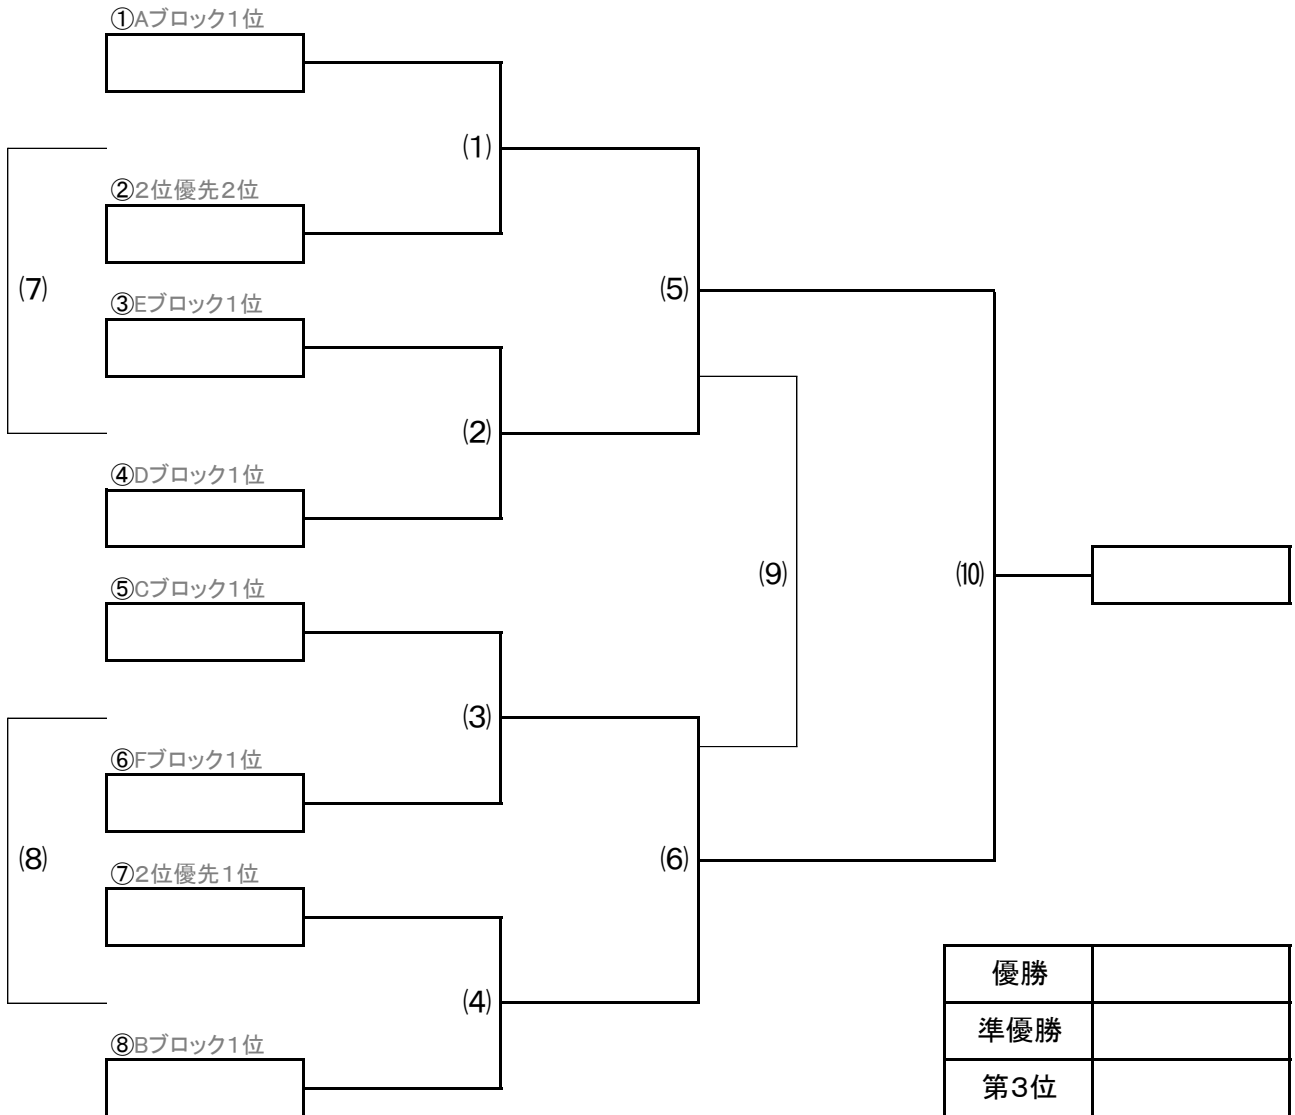 ①Aブロック１位
⑴
②２位優先２位
⑺
⑸
③Eブロック１位
⑵
④Dブロック１位
⑼
⑽
⑤Cブロック１位
⑶
⑥Fブロック１位
⑻
⑹
⑦２位優先１位
優勝
⑷
準優勝
⑧Bブロック１位
第３位